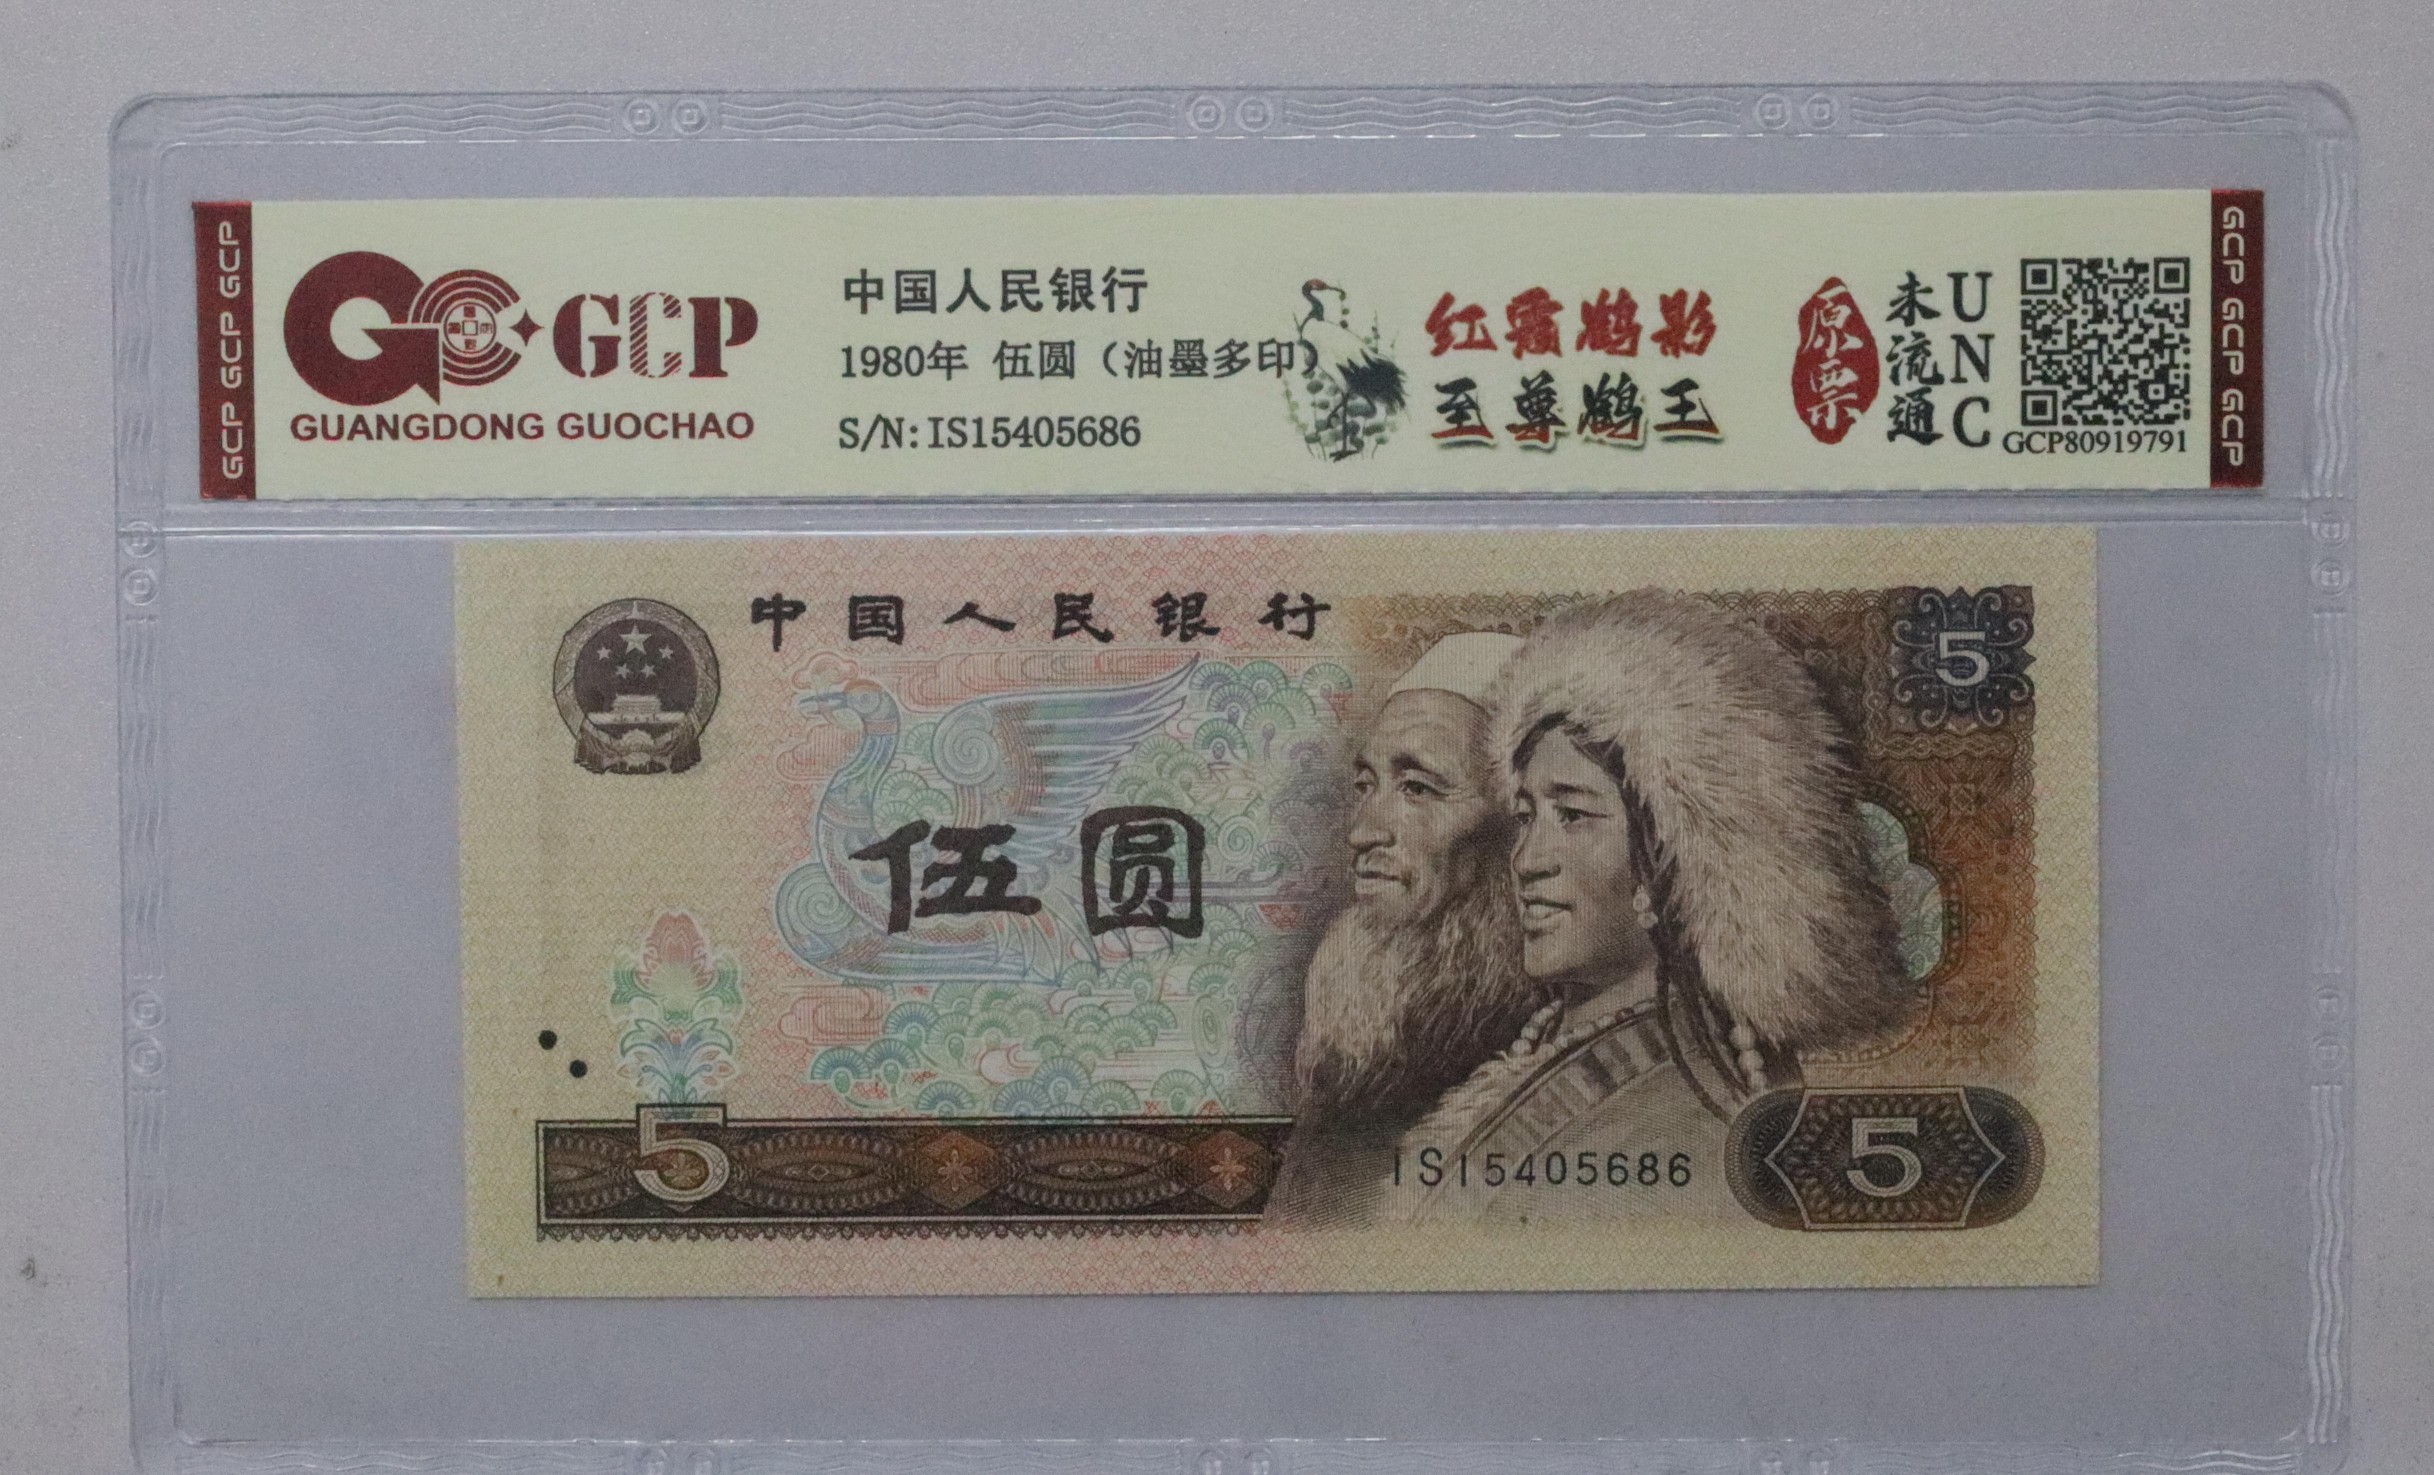 GCP GCP GCP
GCP
GUANGDONG GUOCHAO
中国人民银行
1980年 伍圆（油墨多印）
S/N: IS15405686
红霞鹤影
至尊鹤王
原票
未流通
UNC
GCP80919791
GCP GCP GCP
中国人民银行
5
伍圆
5
IS15405686
5